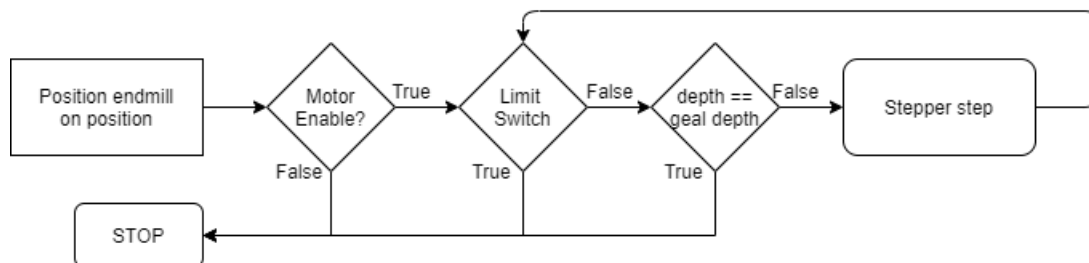 Position endmill
on position
Motor
Enable?
True
False
Limit
Switch
False
True
depth ==
geal depth
False
True
Stepper step
STOP